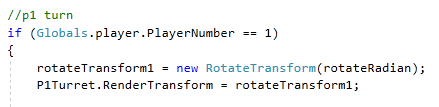 //p1 turn
if (Globals.player.PlayerNumber == 1)
{
rotateTransform1 = new RotateTransform(rotateRadian);
P1Turret.RenderTransform = rotateTransform1;